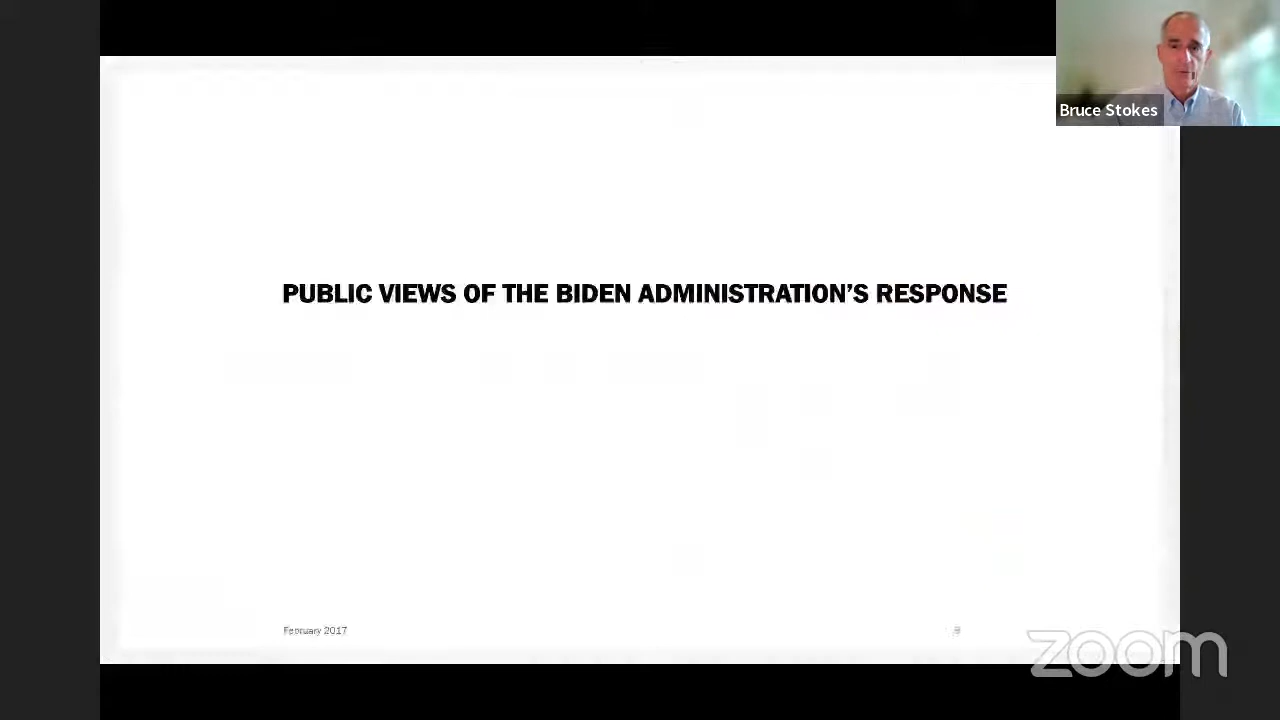 Bruce Stokes
PUBLIC VIEWS OF THE BIDEN ADMINISTRATION’S RESPONSE
February 2017
zoom